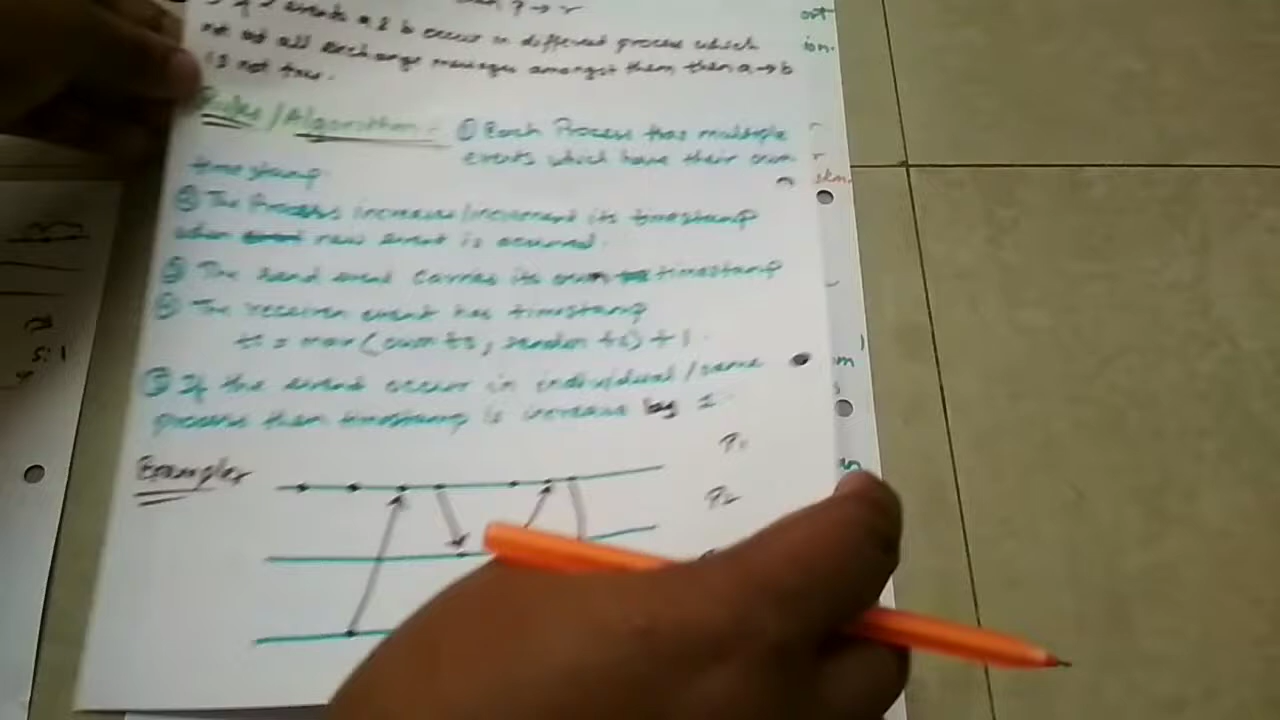 then p → r
events a & b occur in different process which
not at all exchange messages amongst them then a → b
is not true.
Rules/Algorithm :- ① Each Process has multiple
events which have their own
timestamp
② The Process increases/increment its timestamp
when new event is occurred.
③ The send event carries its own timestamp
④ The receiver event has timestamp
ts = max (own ts, sender ts) + 1.
⑤ If the event occur in individual/same
process then timestamp is increase by 1.
Examples
P1
P2